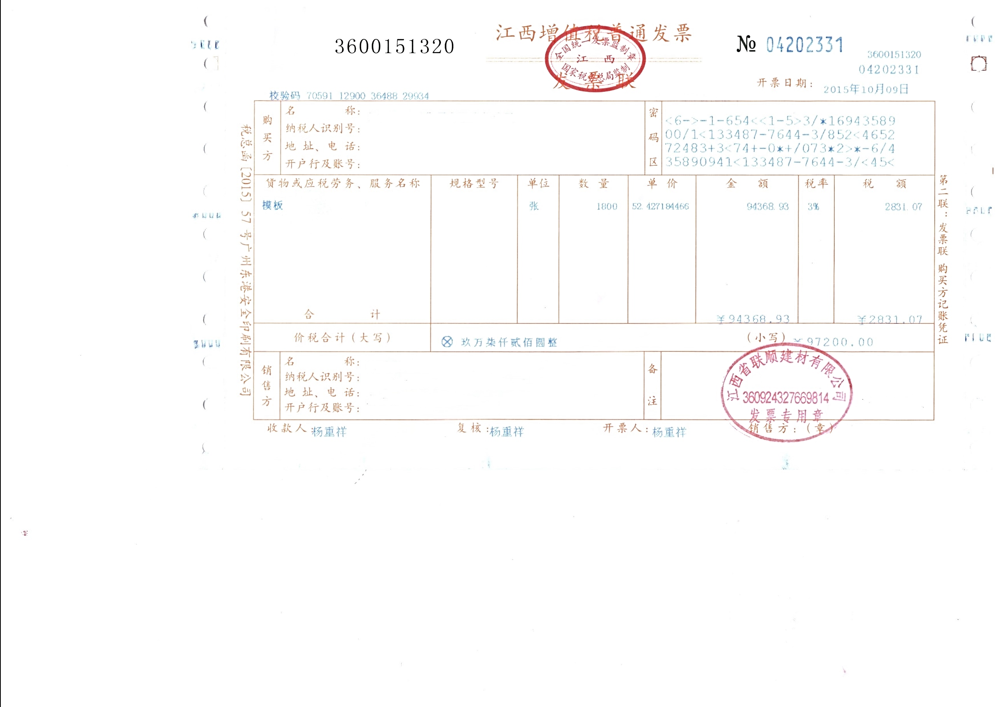 江西增值税普通发票
3600151320
№ 04202331
3600151320
04202331
全国统一发票监制章
江 西
国家税务总局监制
发 票 联
开票日期: 2015年10月09日
校验码 70591 12900 36488 29934
购买方
名 称:
纳税人识别号:
地 址、电 话:
开户行及账号:
密码区
<6->-1-654<<1-5>3/*16943589
00/1<133487-7644-3/852<4652
72483+3<74+-0*+/073*2>*-6/4
35890941<133487-7644-3/<45<
货物或应税劳务、服务名称 规格型号 单位 数 量 单 价 金 额 税率 税 额
模板 张 1800 52.427184466 94368.93 3% 2831.07
合 计 ¥94368.93 ¥2831.07
价税合计(大写) ⊗ 玖万柒仟贰佰圆整 (小写) ¥97200.00
销售方
名 称:
纳税人识别号:
地 址、电 话:
开户行及账号:
备注
江西省联顺建材有限公司
360924327669814
发票专用章
收款人:杨重祥 复核:杨重祥 开票人:杨重祥 销售方:(章)
税总函[2015] 57 号广州东港安全印刷有限公司
第二联:发票联 购买方记账凭证